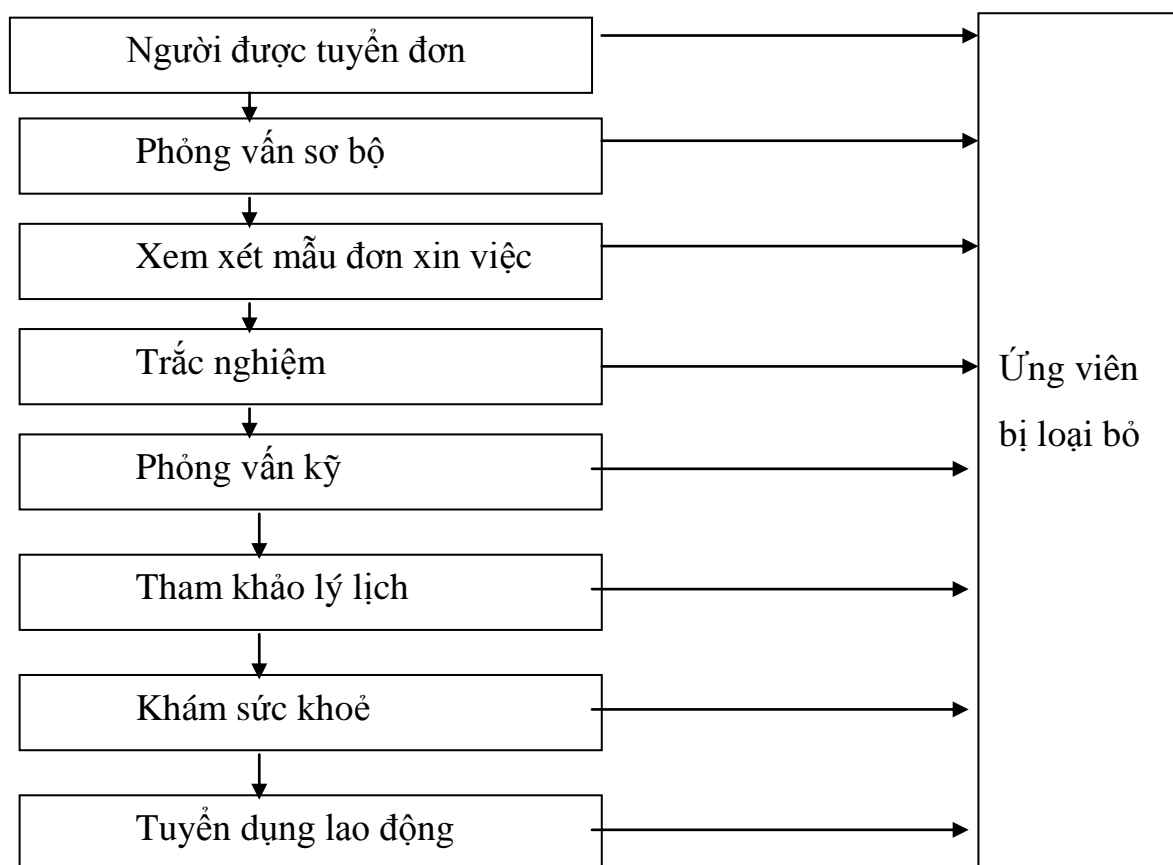 Người được tuyển đơn
Phỏng vấn sơ bộ
Xem xét mẫu đơn xin việc
Trắc nghiệm
Phỏng vấn kỹ
Tham khảo lý lịch
Khám sức khoẻ
Tuyển dụng lao động
Ứng viên
bị loại bỏ